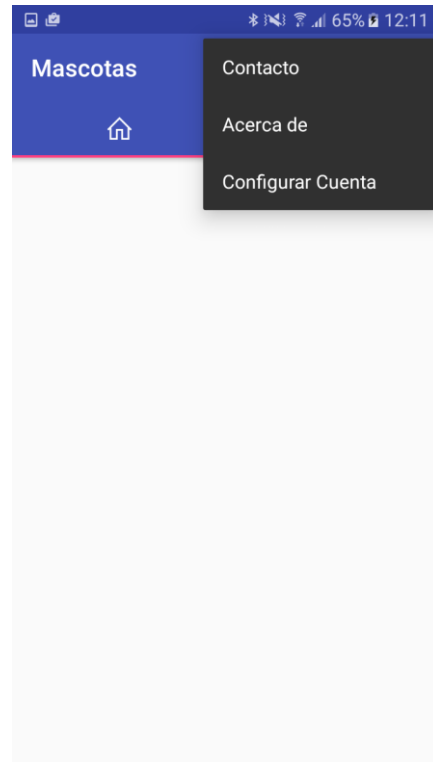 65% 12:11
Mascotas
Contacto
Acerca de
Configurar Cuenta